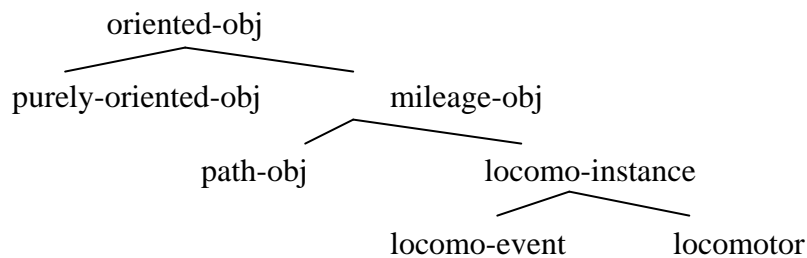 oriented-obj
purely-oriented-obj mileage-obj
path-obj locomo-instance
locomo-event locomotor